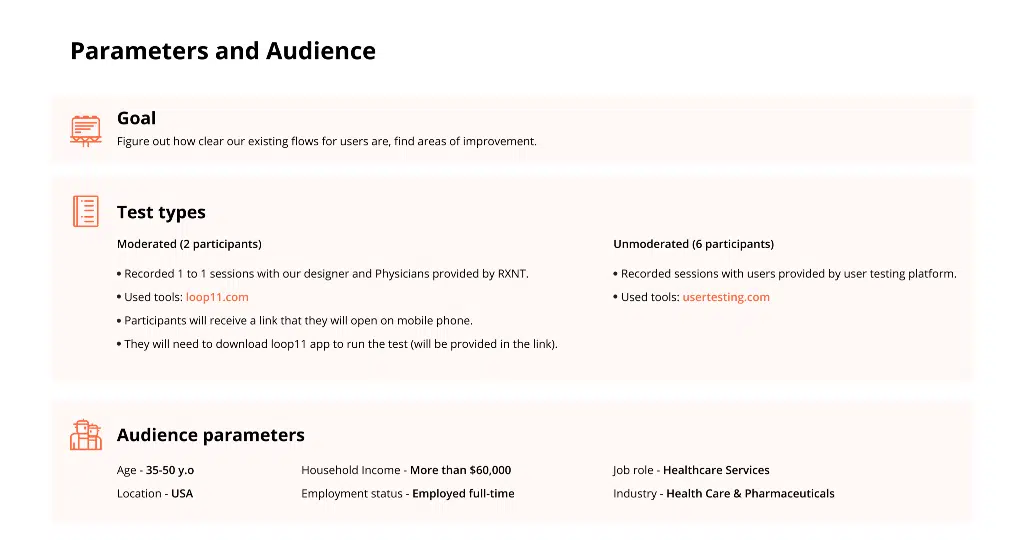 Parameters and Audience
Goal
Figure out how clear our existing flows for users are, find areas of improvement.
Test types
Moderated (2 participants)
• Recorded 1 to 1 sessions with our designer and Physicians provided by RXNT.
• Used tools: loop11.com
• Participants will receive a link that they will open on mobile phone.
• They will need to download loop11 app to run the test (will be provided in the link).
Unmoderated (6 participants)
• Recorded sessions with users provided by user testing platform.
• Used tools: usertesting.com
Audience parameters
Age - 35-50 y.o
Location - USA
Household Income - More than $60,000
Employment status - Employed full-time
Job role - Healthcare Services
Industry - Health Care & Pharmaceuticals